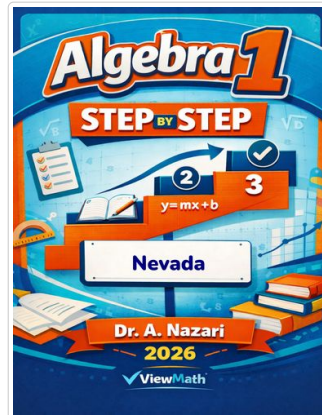 Algebra 1
STEP BY STEP
2
3
y=mx+b
Nevada
Dr. A. Nazari
2026
ViewMath